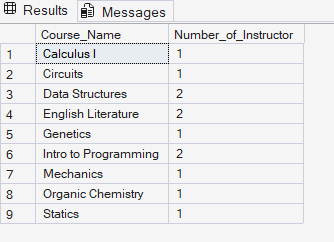 Results Messages
Course_Name Number_of_Instructor
1 Calculus I 1
2 Circuits 1
3 Data Structures 2
4 English Literature 2
5 Genetics 1
6 Intro to Programming 2
7 Mechanics 1
8 Organic Chemistry 1
9 Statics 1